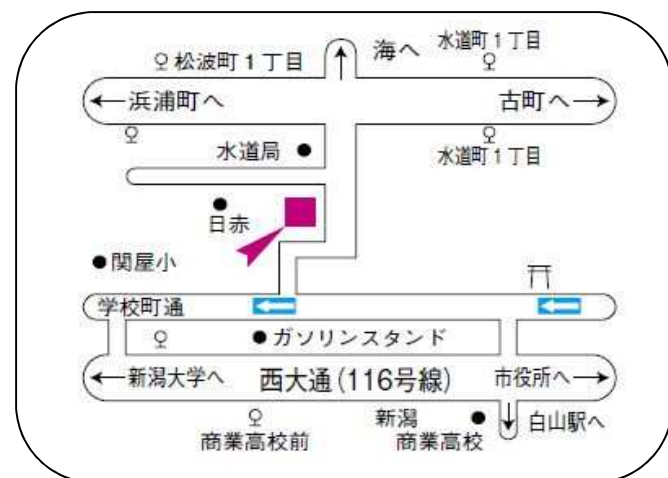 松波町1丁目
海へ
水道町1丁目
浜浦町へ
古町へ
水道局
水道町1丁目
日赤
関屋小
学校町通
ガソリンスタンド
新潟大学へ
西大通(116号線)
市役所へ
商業高校前
新潟
商業高校
白山駅へ